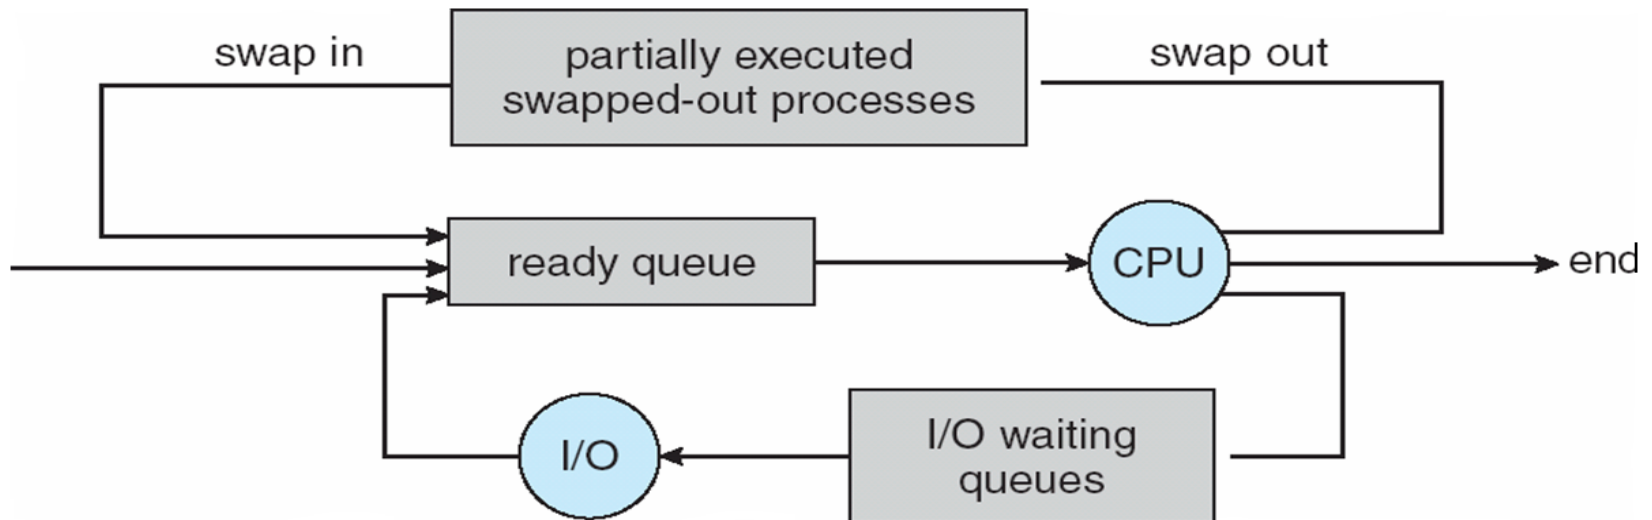 swap in
partially executed
swapped-out processes
swap out
ready queue
CPU
end
I/O
I/O waiting
queues